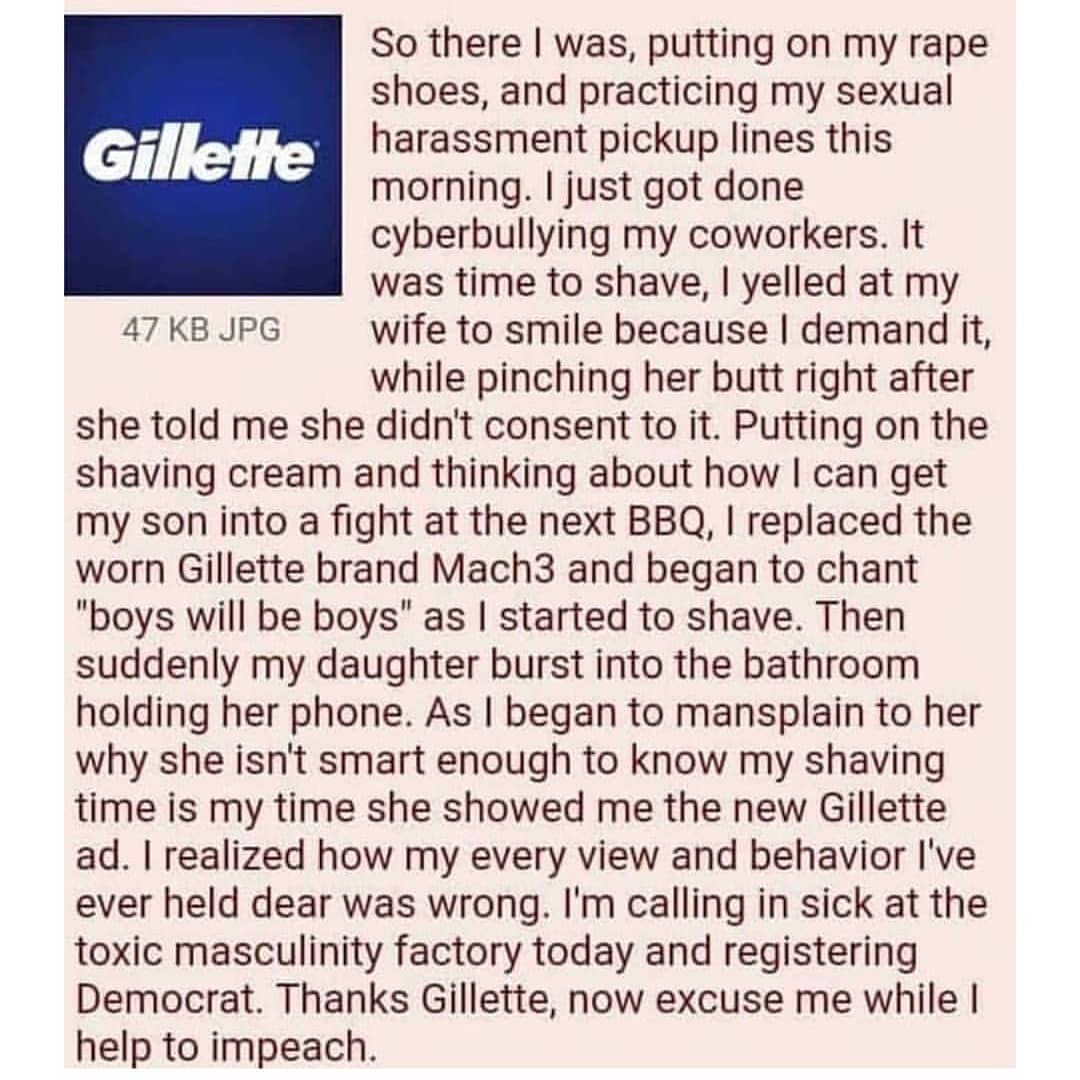 Gillette
47 KB JPG
So there I was, putting on my rape
shoes, and practicing my sexual
harassment pickup lines this
morning. I just got done
cyberbullying my coworkers. It
was time to shave, I yelled at my
wife to smile because I demand it,
while pinching her butt right after
she told me she didn't consent to it. Putting on the
shaving cream and thinking about how I can get
my son into a fight at the next BBQ, I replaced the
worn Gillette brand Mach3 and began to chant
"boys will be boys" as I started to shave. Then
suddenly my daughter burst into the bathroom
holding her phone. As I began to mansplain to her
why she isn't smart enough to know my shaving
time is my time she showed me the new Gillette
ad. I realized how my every view and behavior I've
ever held dear was wrong. I'm calling in sick at the
toxic masculinity factory today and registering
Democrat. Thanks Gillette, now excuse me while I
help to impeach.